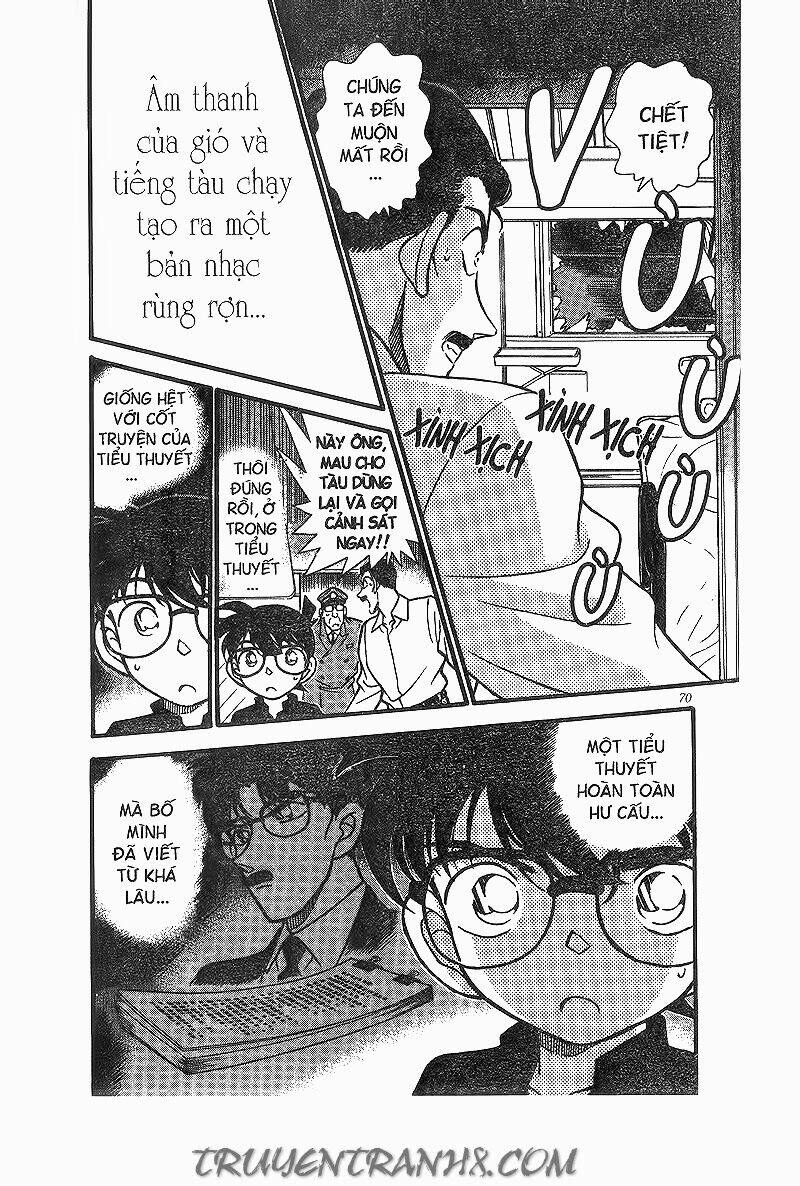 CHẾT
TIỆT!
CHÚNG
TA ĐẾN
MUỘN
MẤT RỒI
...
VÙ Ù Ù Ù
XÌNH XỊCH
XÌNH XỊCH
Âm thanh
của gió và
tiếng tàu chạy
tạo ra một
bản nhạc
rùng rợn...
NÀY ÔNG,
MAU CHO
TÀU DỪNG
LẠI VÀ GỌI
CẢNH SÁT
NGAY!!
THÔI
ĐÚNG
RỒI, Ở
TRONG
TIỂU
THUYẾT
...
GIỐNG HỆT
VỚI CỐT
TRUYỆN CỦA
TIỂU THUYẾT
...
70
MỘT TIỂU
THUYẾT
HOÀN TOÀN
HƯ CẤU...
MÀ BỐ
MÌNH
ĐÃ VIẾT
TỪ KHÁ
LÂU...
TRUYENTRANH8.COM